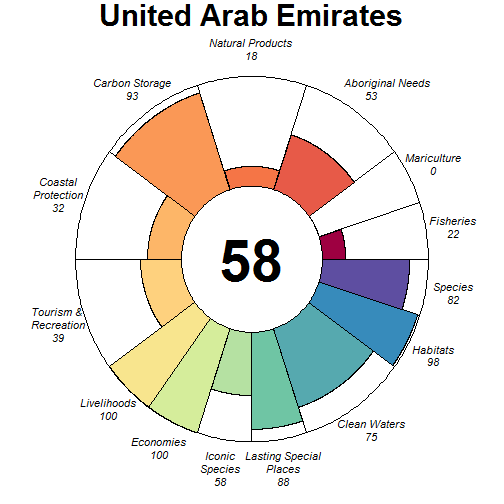 United Arab Emirates
Natural Products
18
Carbon Storage
93
Aboriginal Needs
53
Mariculture
0
Coastal
Protection
32
Fisheries
22
58
Species
82
Tourism &
Recreation
39
Habitats
98
Livelihoods
100
Clean Waters
75
Economies
100
Iconic
Species
58
Lasting Special
Places
88